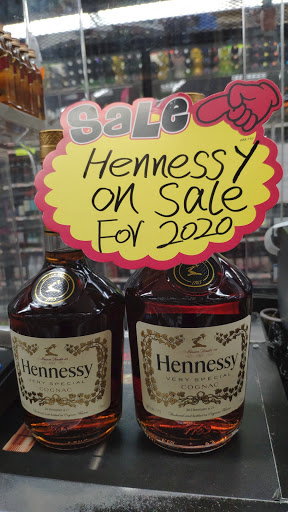 SaLe
Hennessy
on Sale
For 2020
Hennessy
VERY SPECIAL
COGNAC
Hennessy
VERY SPECIAL
COGNAC